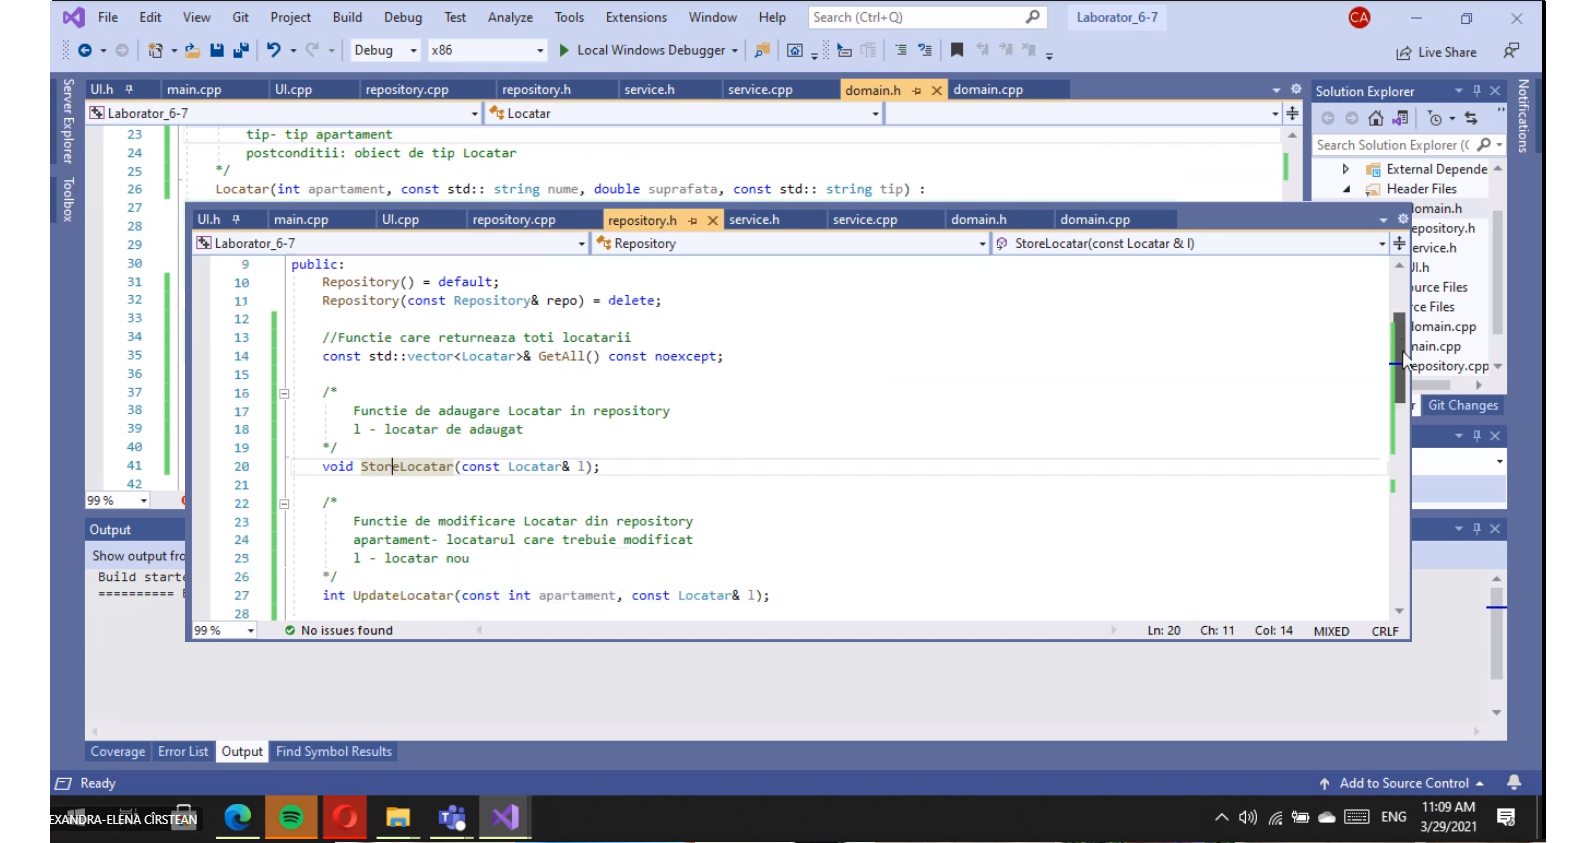 File Edit View Git Project Build Debug Test Analyze Tools Extensions Window Help Search (Ctrl+Q) Laborator_6-7 CA
Debug x86 Local Windows Debugger Live Share
Server Explorer
Toolbox
UI.h main.cpp UI.cpp repository.cpp repository.h service.h service.cpp domain.h domain.cpp
Laborator_6-7 Locatar
23 tip- tip apartament
24 postconditii: obiect de tip Locatar
25 */
26 Locatar(int apartament, const std:: string nume, double suprafata, const std:: string tip) :
27
28
29
30
31
32
33
34
35
36
37
38
39
40
41
42
99 %
UI.h main.cpp UI.cpp repository.cpp repository.h service.h service.cpp domain.h domain.cpp
Laborator_6-7 Repository StoreLocatar(const Locatar & l)
9 public:
10 Repository() = default;
11 Repository(const Repository& repo) = delete;
12
13 //Functie care returneaza toti locatarii
14 const std::vector<Locatar>& GetAll() const noexcept;
15
16 /*
17 Functie de adaugare Locatar in repository
18 l - locatar de adaugat
19 */
20 void StoreLocatar(const Locatar& l);
21
22 /*
23 Functie de modificare Locatar din repository
24 apartament- locatarul care trebuie modificat
25 l - locatar nou
26 */
27 int UpdateLocatar(const int apartament, const Locatar& l);
28
99 % No issues found Ln: 20 Ch: 11 Col: 14 MIXED CRLF
Solution Explorer
Search Solution Explorer (
External Depende
Header Files
omain.h
epository.h
ervice.h
UI.h
ource Files
rce Files
omain.cpp
main.cpp
epository.cpp
r Git Changes
Notifications
Output
Show output fro
Build starte
==========
Coverage Error List Output Find Symbol Results
Ready Add to Source Control
EXANDRA-ELENA CÎRSTEAN
ENG 11:09 AM
3/29/2021